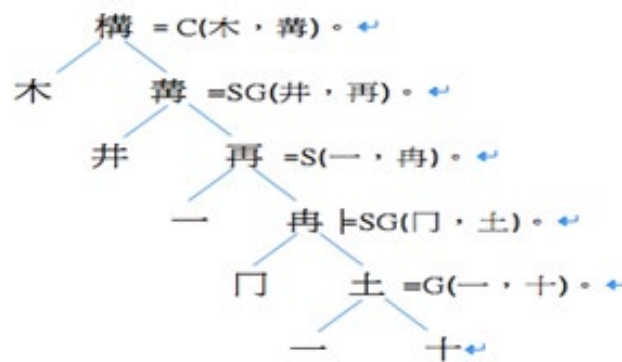 構 = C(木，冓)。↵
木 冓 =SG(井，再)。↵
井 再 =S(一，冉)。↵
一 冉 ╞SG(冂，土)。↵
冂 土 =G(一，十)。↵
一 十↵